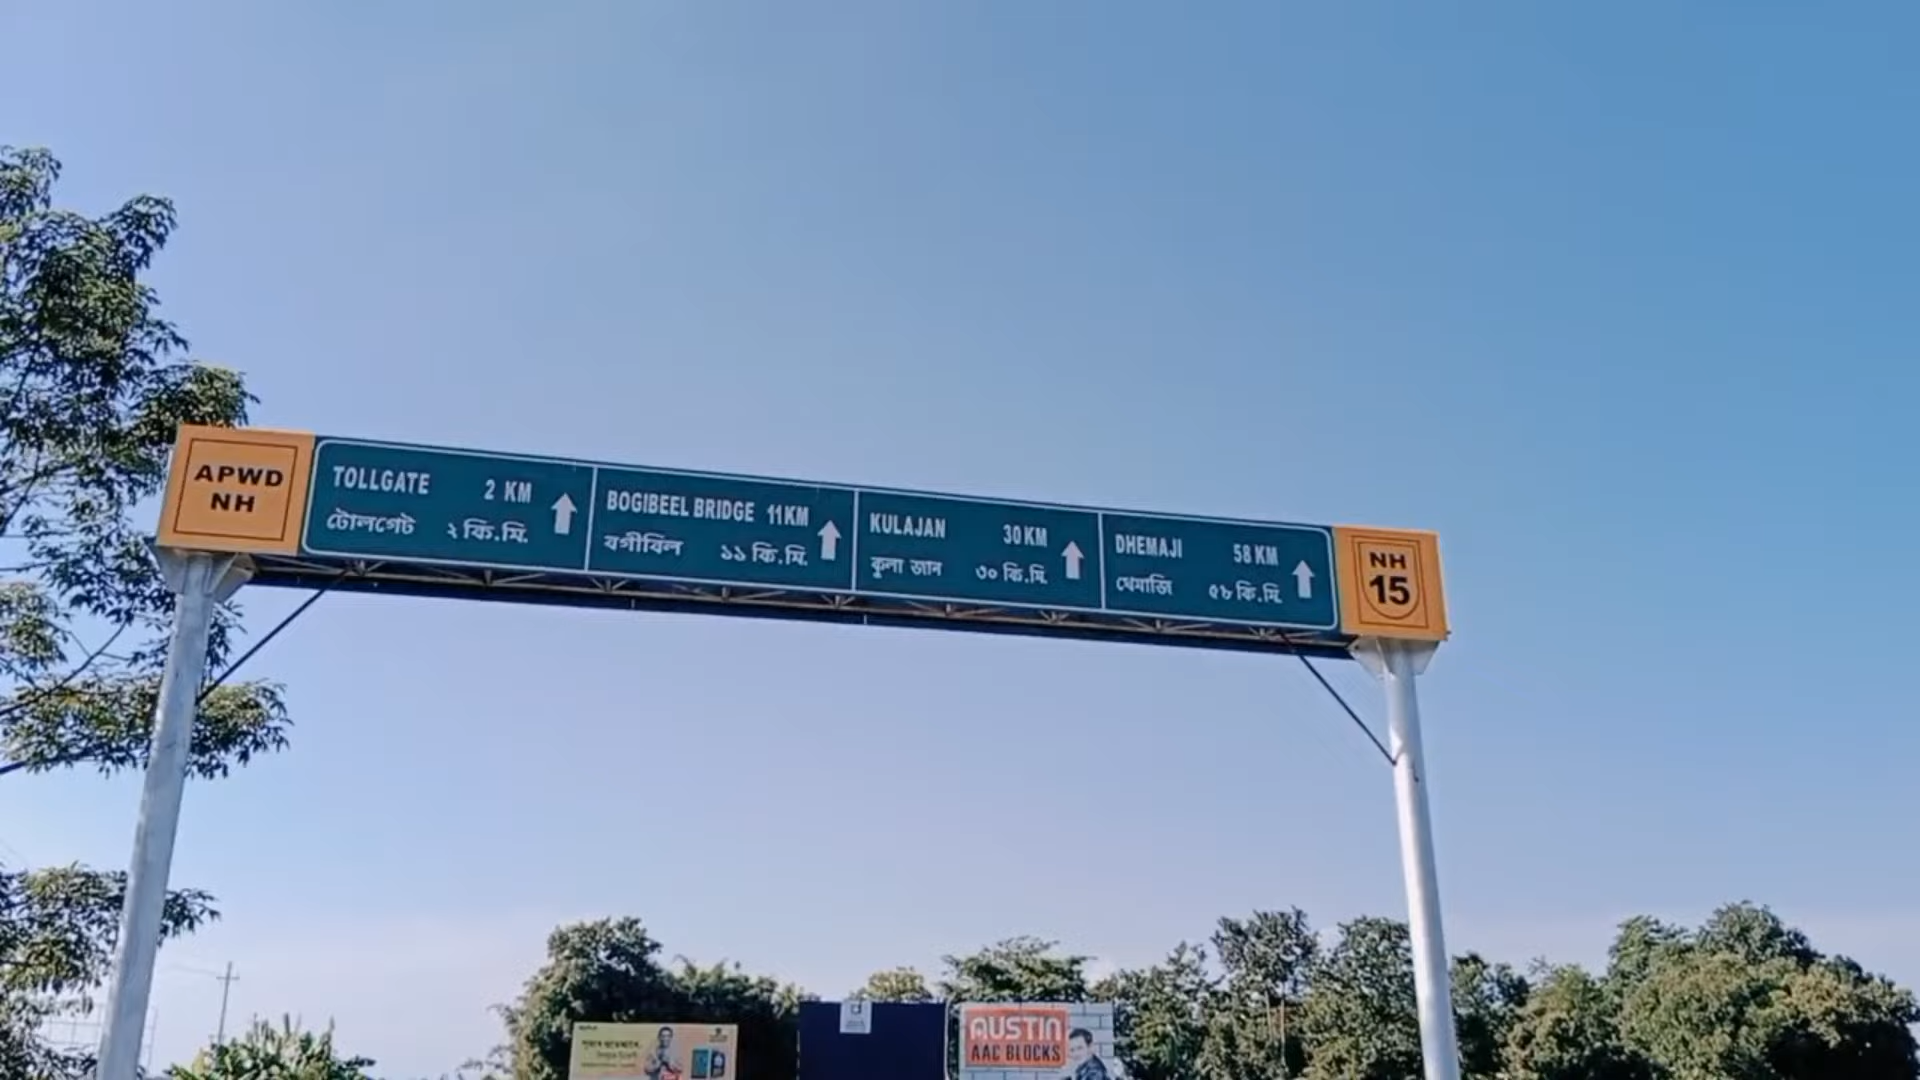 APWD
NH
TOLLGATE 2 KM
টোলগেট ২ কি.মি.
BOGIBEEL BRIDGE 11KM
বগীবিল ১১ কি.মি.
KULAJAN 30KM
কুলা জান ৩০ কি.মি.
DHEMAJI 58 KM
ধেমাজি ৫৮ কি.মি.
NH
15
AUSTIN
AAC BLOCKS